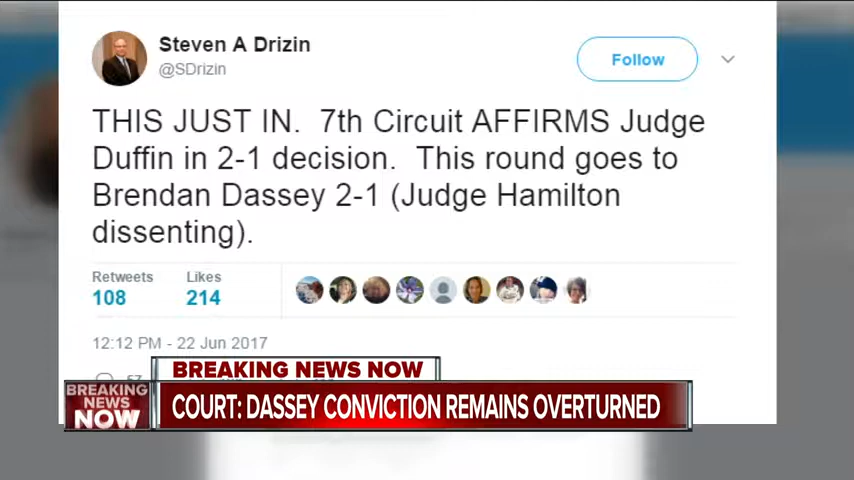 Steven A Drizin
@SDrizin
Follow
THIS JUST IN. 7th Circuit AFFIRMS Judge
Duffin in 2-1 decision. This round goes to
Brendan Dassey 2-1 (Judge Hamilton
dissenting).
Retweets Likes
108 214
12:12 PM - 22 Jun 2017
BREAKING NEWS NOW
BREAKING
NEWS
NOW
COURT: DASSEY CONVICTION REMAINS OVERTURNED